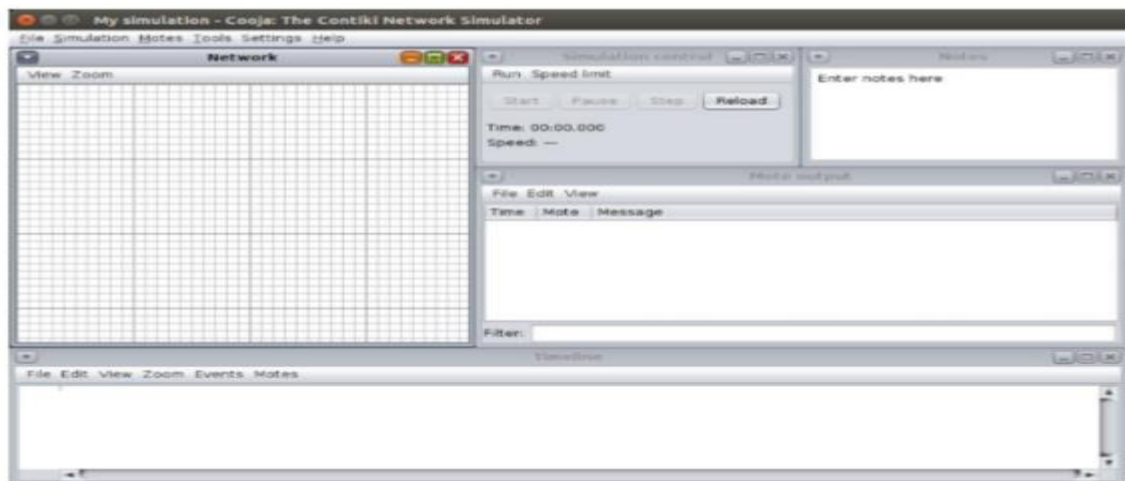 My simulation - Cooja: The Contiki Network Simulator
File Simulation Motes Tools Settings Help
Network
View Zoom
Simulation control
Run Speed limit
Start Pause Step Reload
Time: 00:00.000
Speed: ---
Notes
Enter notes here
Mote output
File Edit View
Time Mote Message
Filter:
Timeline
File Edit View Zoom Events Motes